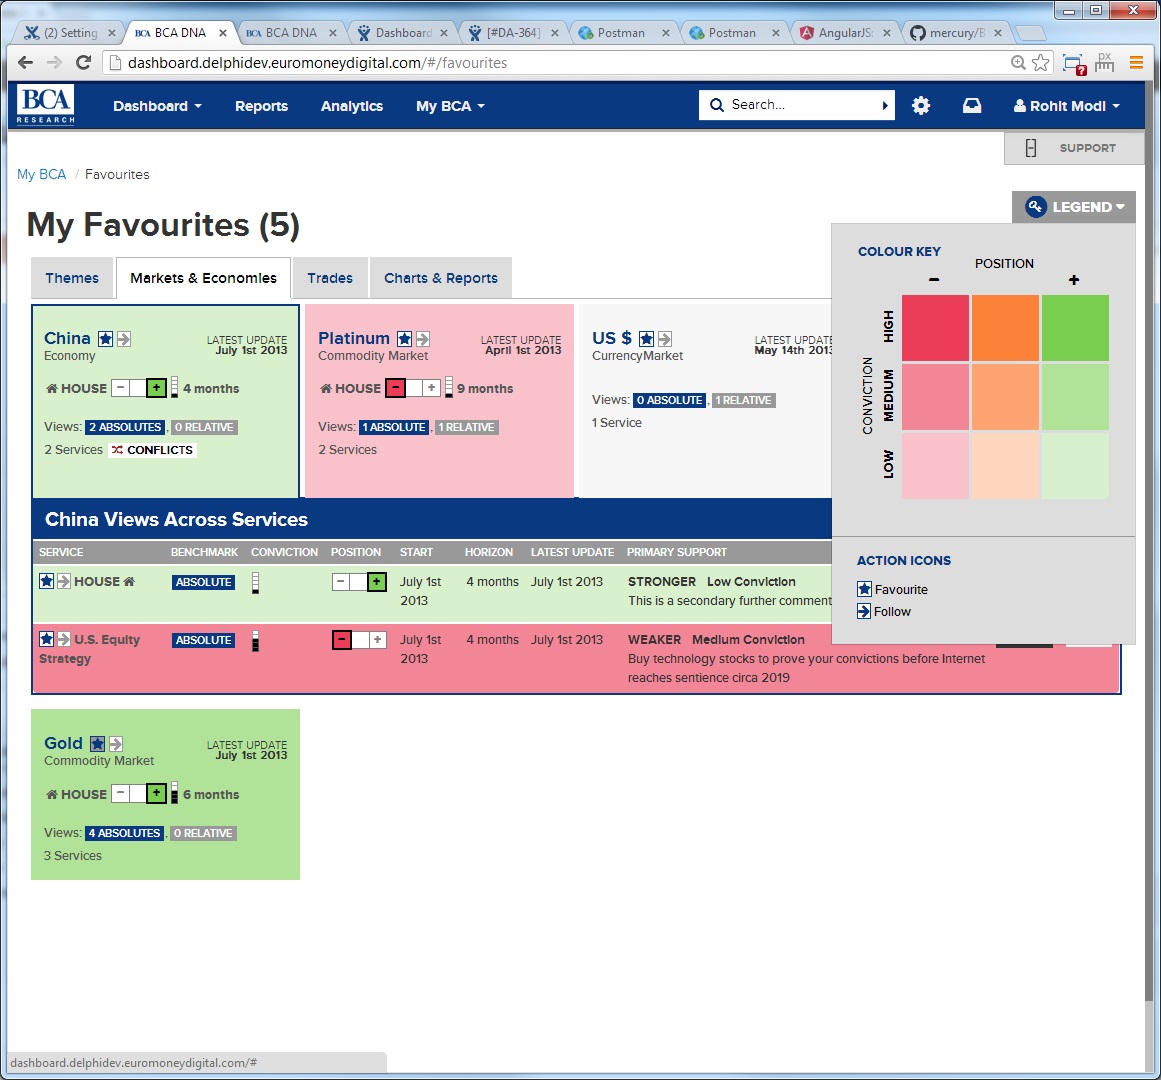 (2) Setting
BCA DNA
BCA DNA
Dashboard
[#DA-364]
Postman
Postman
AngularJS:
mercury/B
dashboard.delphidev.euromoneydigital.com/#/favourites
px
BCA
RESEARCH
Dashboard
Reports
Analytics
My BCA
Search...
Rohit Modi
SUPPORT
My BCA / Favourites
LEGEND
My Favourites (5)
Themes
Markets & Economies
Trades
Charts & Reports
China
Economy
LATEST UPDATE
July 1st 2013
HOUSE - + 4 months
Views: 2 ABSOLUTES, 0 RELATIVE
2 Services CONFLICTS
Platinum
Commodity Market
LATEST UPDATE
April 1st 2013
HOUSE - + 9 months
Views: 1 ABSOLUTE, 1 RELATIVE
2 Services
US $
CurrencyMarket
LATEST UPDATE
May 14th 2013
Views: 0 ABSOLUTE, 1 RELATIVE
1 Service
COLOUR KEY
POSITION
- +
CONVICTION
HIGH
MEDIUM
LOW
ACTION ICONS
Favourite
Follow
China Views Across Services
SERVICE BENCHMARK CONVICTION POSITION START HORIZON LATEST UPDATE PRIMARY SUPPORT
HOUSE ABSOLUTE - + July 1st 4 months July 1st 2013 STRONGER Low Conviction
2013 This is a secondary further comment
U.S. Equity ABSOLUTE - + July 1st 4 months July 1st 2013 WEAKER Medium Conviction
Strategy 2013 Buy technology stocks to prove your convictions before Internet
reaches sentience circa 2019
Gold
Commodity Market
LATEST UPDATE
July 1st 2013
HOUSE - + 6 months
Views: 4 ABSOLUTES, 0 RELATIVE
3 Services
dashboard.delphidev.euromoneydigital.com/#